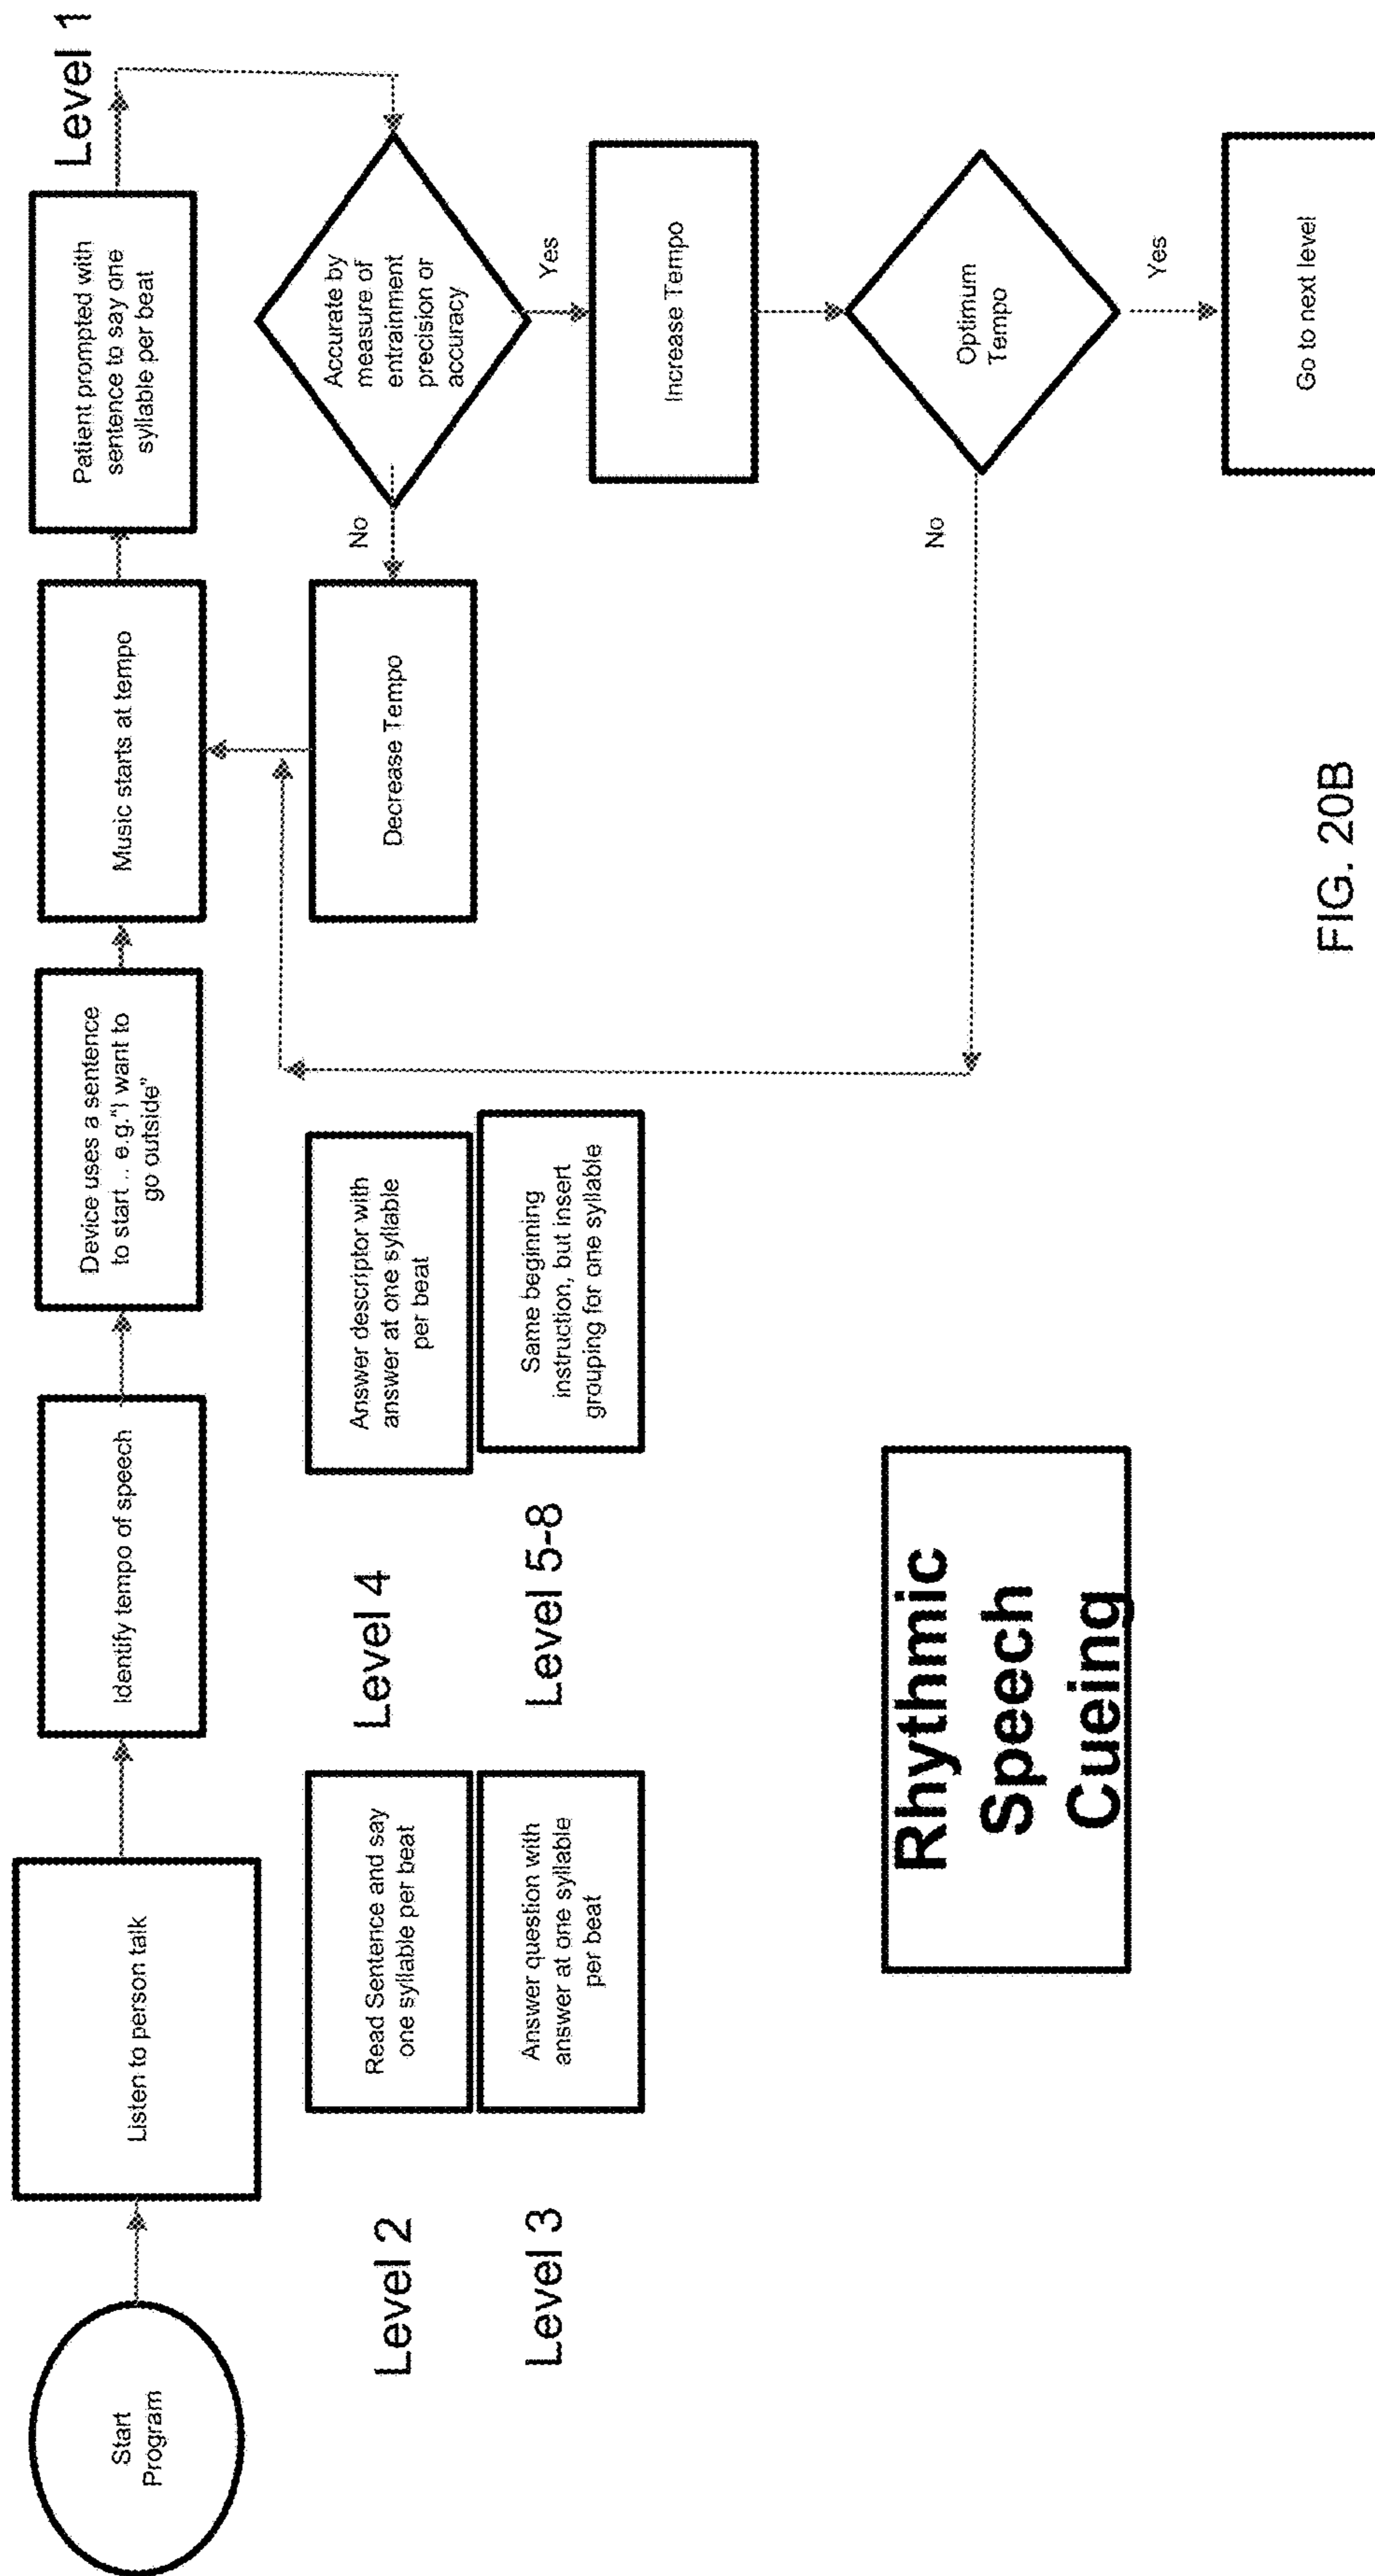 Start
Program
Listen to person talk
Identify tempo of speech
Device uses a sentence
to start... e.g."I want to
go outside"
Music starts at tempo
Patient prompted with
sentence to say one
syllable per beat
Level 1
Accurate by
measure of
entrainment
precision or
accuracy
No
Decrease Tempo
Yes
Increase Tempo
Optimum
Tempo
No
Yes
Go to next level
Level 2
Read Sentence and say
one syllable per beat
Level 3
Answer question with
answer at one syllable
per beat
Level 4
Answer descriptor with
answer at one syllable
per beat
Level 5-8
Same beginning
instruction, but insert
grouping for one syllable
Rhythmic
Speech
Cueing
FIG. 20B